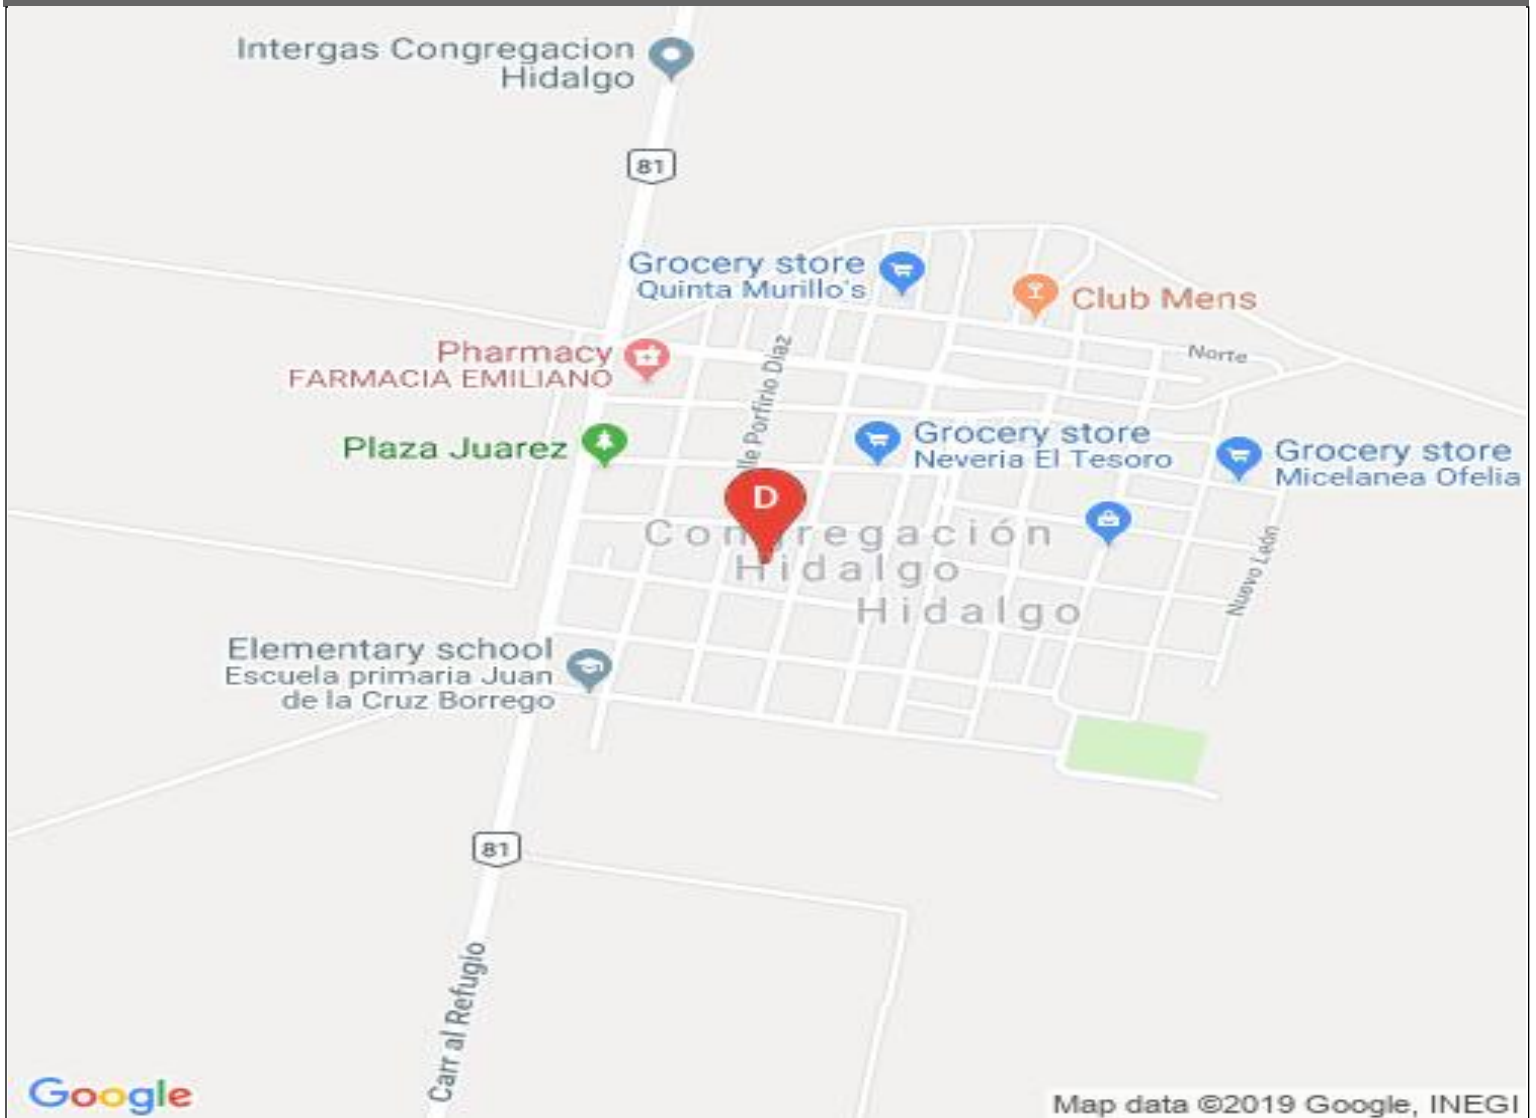 Intergas Congregacion
Hidalgo
81
Grocery store
Quinta Murillo's
Club Mens
Norte
Pharmacy
FARMACIA EMILIANO
lle Porfirio Diaz
Plaza Juarez
Grocery store
Neveria El Tesoro
Grocery store
Micelanea Ofelia
D
Congregación
Hidalgo
Hidalgo
Nuevo León
Elementary school
Escuela primaria Juan
de la Cruz Borrego
81
Carr al Refugio
Google
Map data ©2019 Google, INEGI